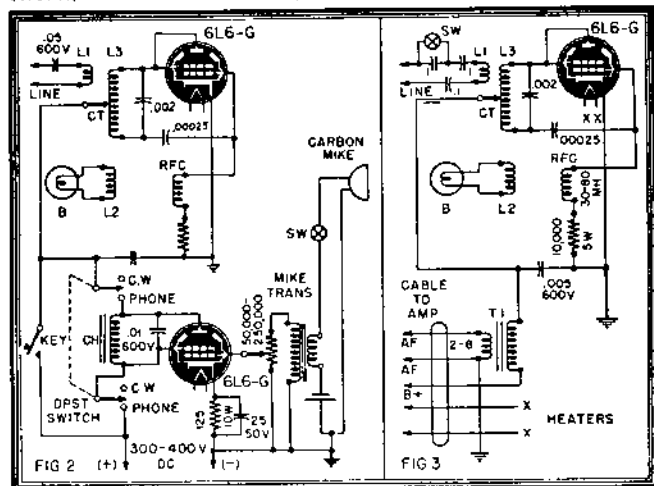 .05
600V
L1
L3
6L6-G
.002
LINE
CT
.00025
RFC
B
L2
CARBON
MIKE
SW
C.W
PHONE
MIKE
TRANS
KEY
CH
.01
600V
50,000-
250,000
6L6-G
C.W
DPST
SWITCH
PHONE
125
10W
25
50V
300-400V
DC
(+)
(-)
FIG 2
SW
L1
L3
6L6-G
.1
.1
LINE
.002
CT
X X
.00025
RFC
30-80
MH
B
L2
10,000
5W
CABLE
TO
AMP
.005
600V
T1
AF
2-8
AF
B+
X
HEATERS
X
FIG 3